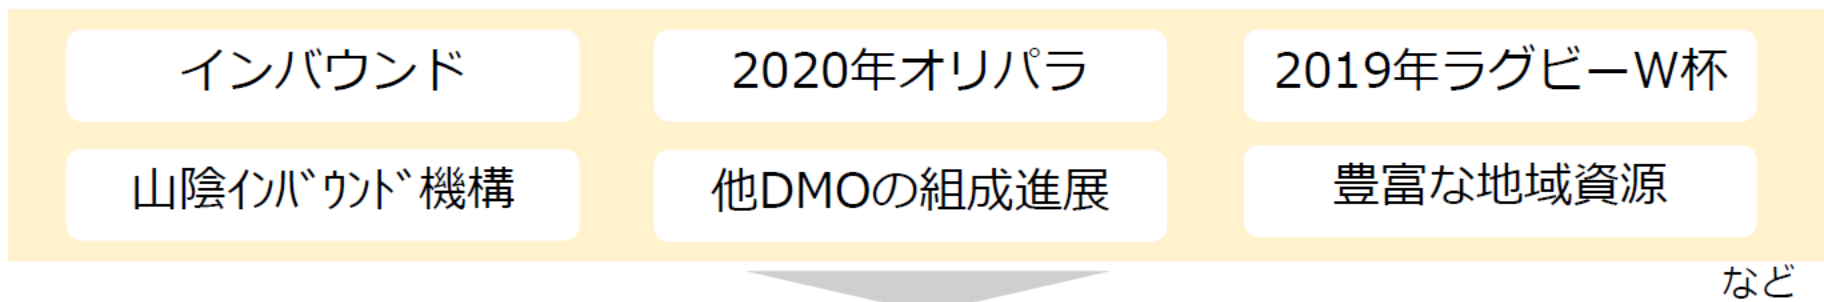 インバウンド
2020年オリパラ
2019年ラグビーW杯
山陰ｲﾝﾊﾞｳﾝﾄﾞ機構
他DMOの組成進展
豊富な地域資源
など